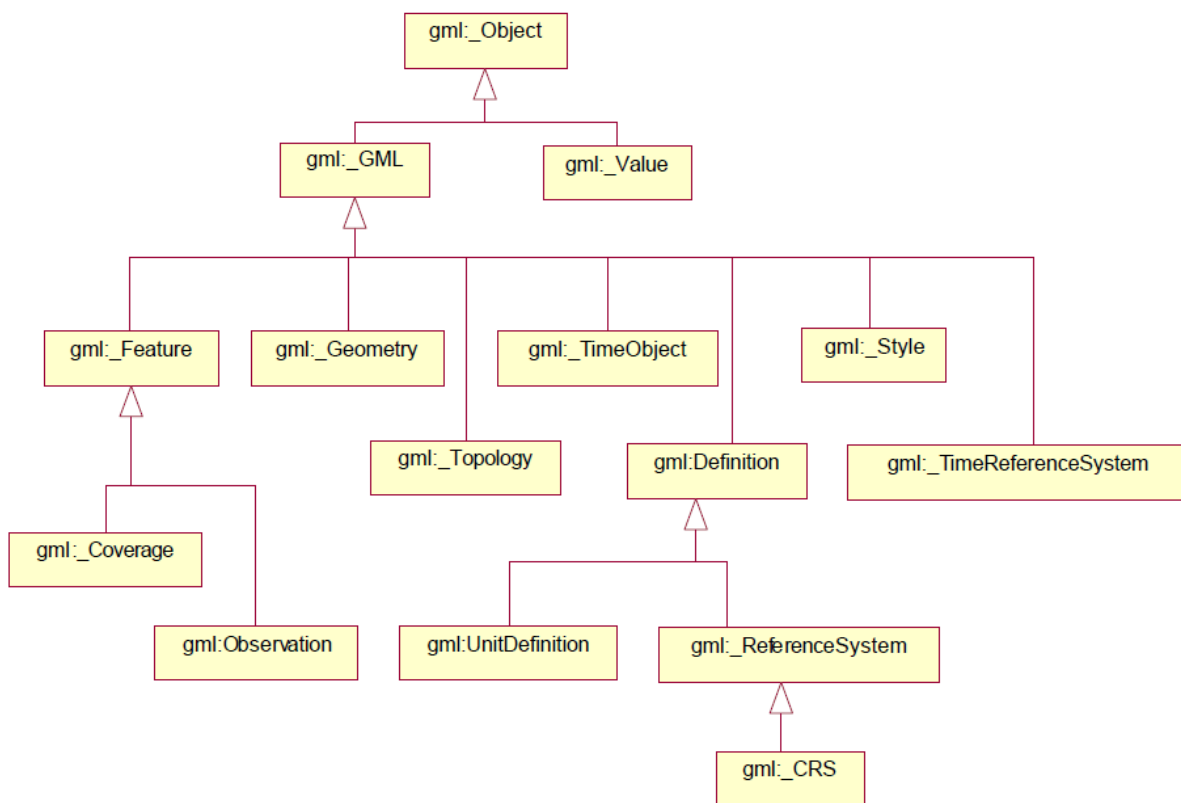 gml:_Object
gml:_GML
gml:_Value
gml:_Feature
gml:_Geometry
gml:_TimeObject
gml:_Style
gml:_Topology
gml:Definition
gml:_TimeReferenceSystem
gml:_Coverage
gml:Observation
gml:UnitDefinition
gml:_ReferenceSystem
gml:_CRS